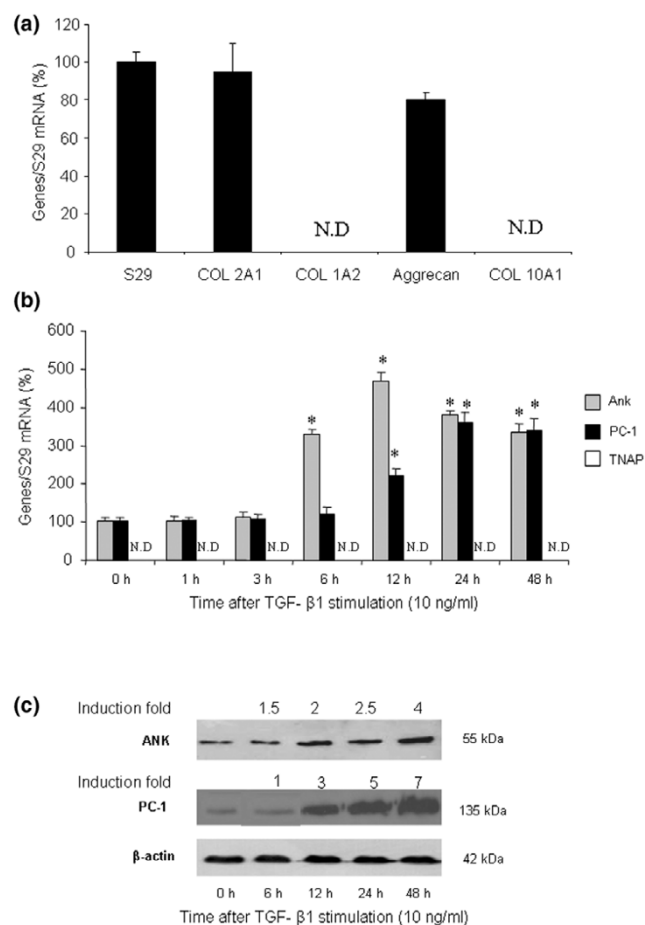 (a)
Genes/S29 mRNA (%)
120
100
80
60
40
20
0
N.D
N.D
S29 COL 2A1 COL 1A2 Aggrecan COL 10A1
(b)
Genes/S29 mRNA (%)
600
500
400
300
200
100
0
* * * * * * *
N.D N.D N.D N.D N.D N.D N.D
0 h 1 h 3 h 6 h 12 h 24 h 48 h
Time after TGF- β1 stimulation (10 ng/ml)
Ank
PC-1
TNAP
(c)
Induction fold 1.5 2 2.5 4
ANK 55 kDa
Induction fold 1 3 5 7
PC-1 135 kDa
β-actin 42 kDa
0 h 6 h 12 h 24 h 48 h
Time after TGF- β1 stimulation (10 ng/ml)